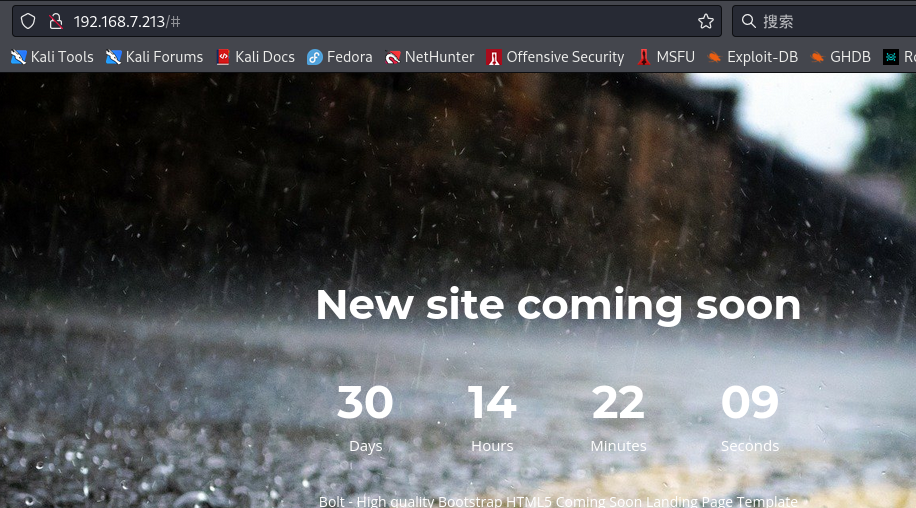 192.168.7.213/#
搜索
Kali Tools Kali Forums Kali Docs Fedora NetHunter Offensive Security MSFU Exploit-DB GHDB
New site coming soon
30 14 22 09
Days Hours Minutes Seconds
Bolt - High quality Bootstrap HTML5 Coming Soon Landing Page Template